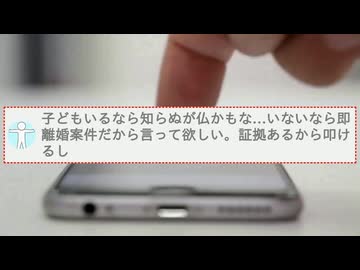 子どもいるなら知らぬが仏かもな…いないなら即
離婚案件だから言って欲しい。証拠あるから叩け
るし